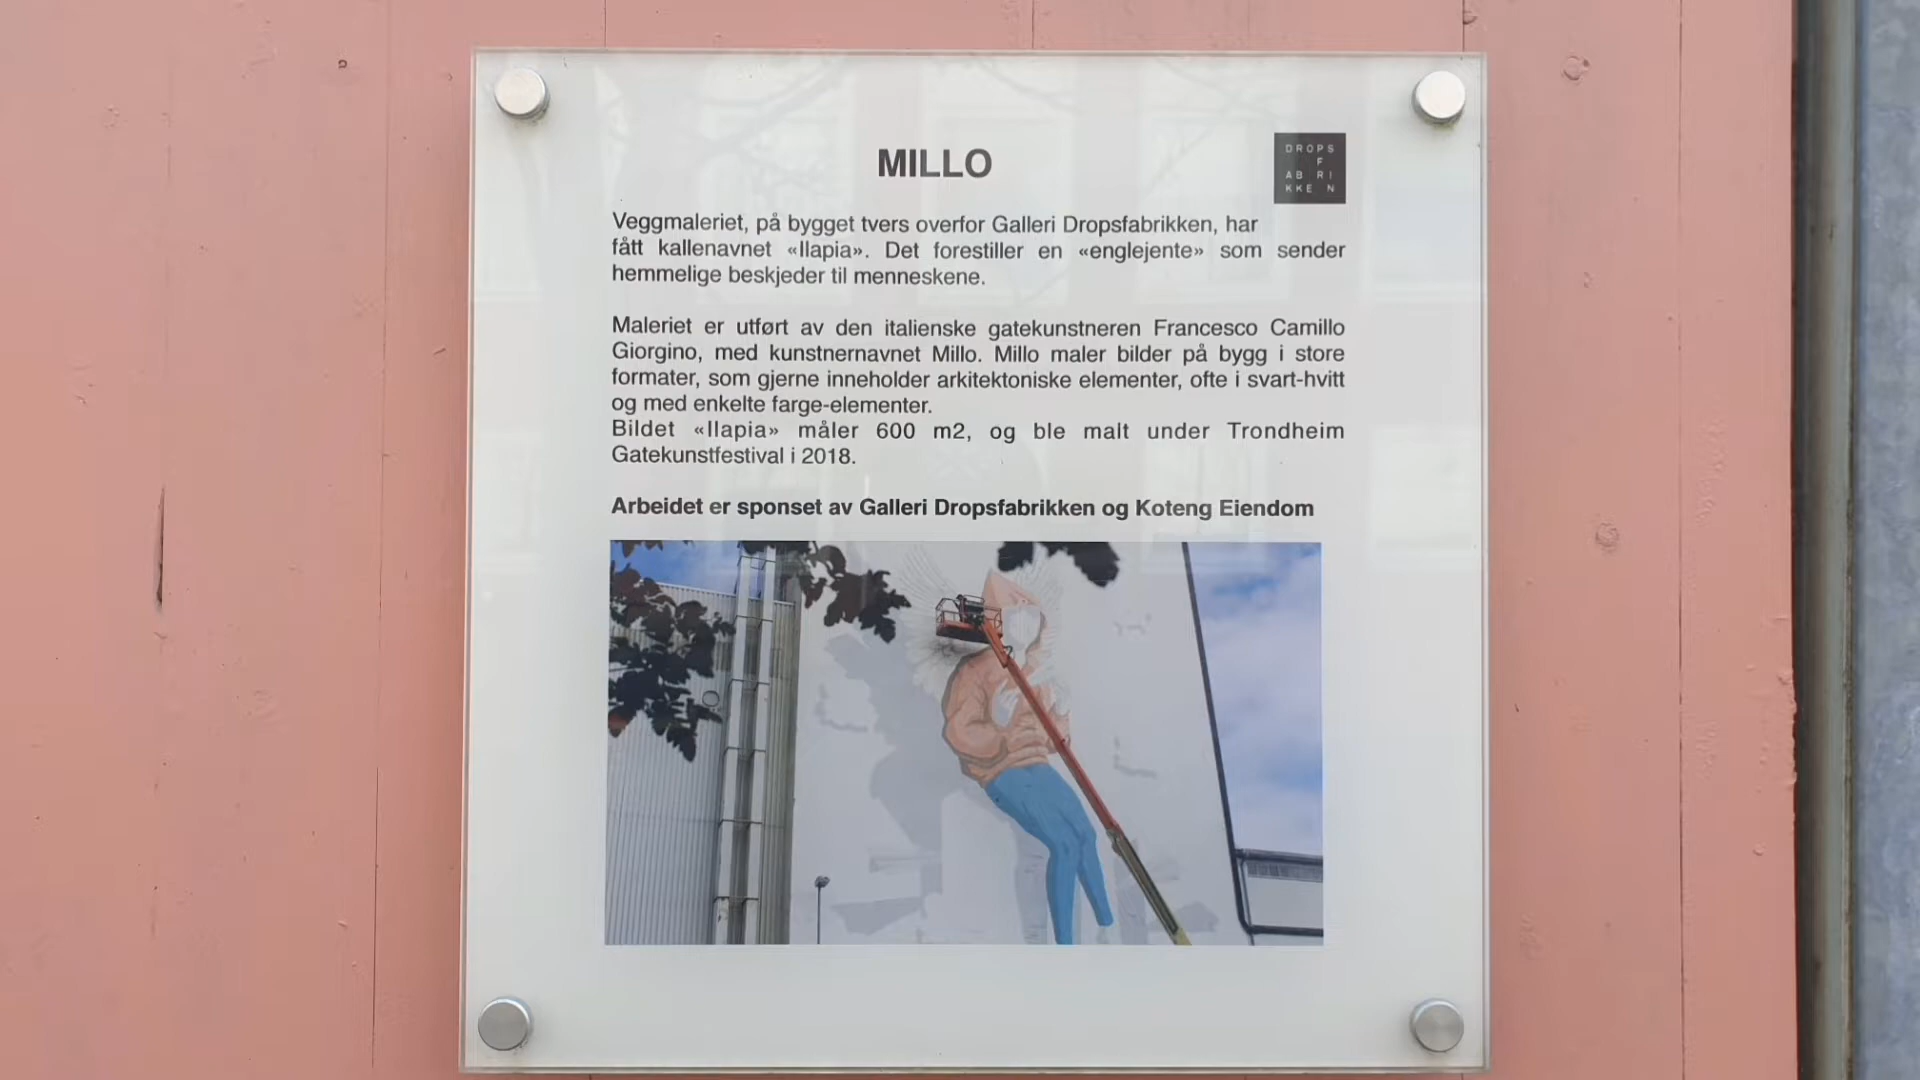 MILLO
DROPS
F
AB RI
KKE N
Veggmaleriet, på bygget tvers overfor Galleri Dropsfabrikken, har
fått kallenavnet «Ilapia». Det forestiller en «englejente» som sender
hemmelige beskjeder til menneskene.
Maleriet er utført av den italienske gatekunstneren Francesco Camillo
Giorgino, med kunstnernavnet Millo. Millo maler bilder på bygg i store
formater, som gjerne inneholder arkitektoniske elementer, ofte i svart-hvitt
og med enkelte farge-elementer.
Bildet «Ilapia» måler 600 m2, og ble malt under Trondheim
Gatekunstfestival i 2018.
Arbeidet er sponset av Galleri Dropsfabrikken og Koteng Eiendom